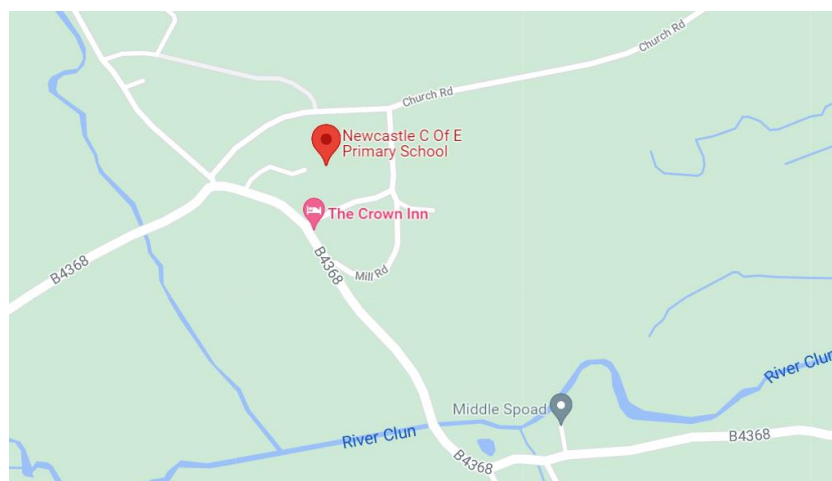 Church Rd
Church Rd
Newcastle C Of E
Primary School
The Crown Inn
B4368
B4368
Mill Rd
River Clun
Middle Spoad
River Clun
B4368
B4368